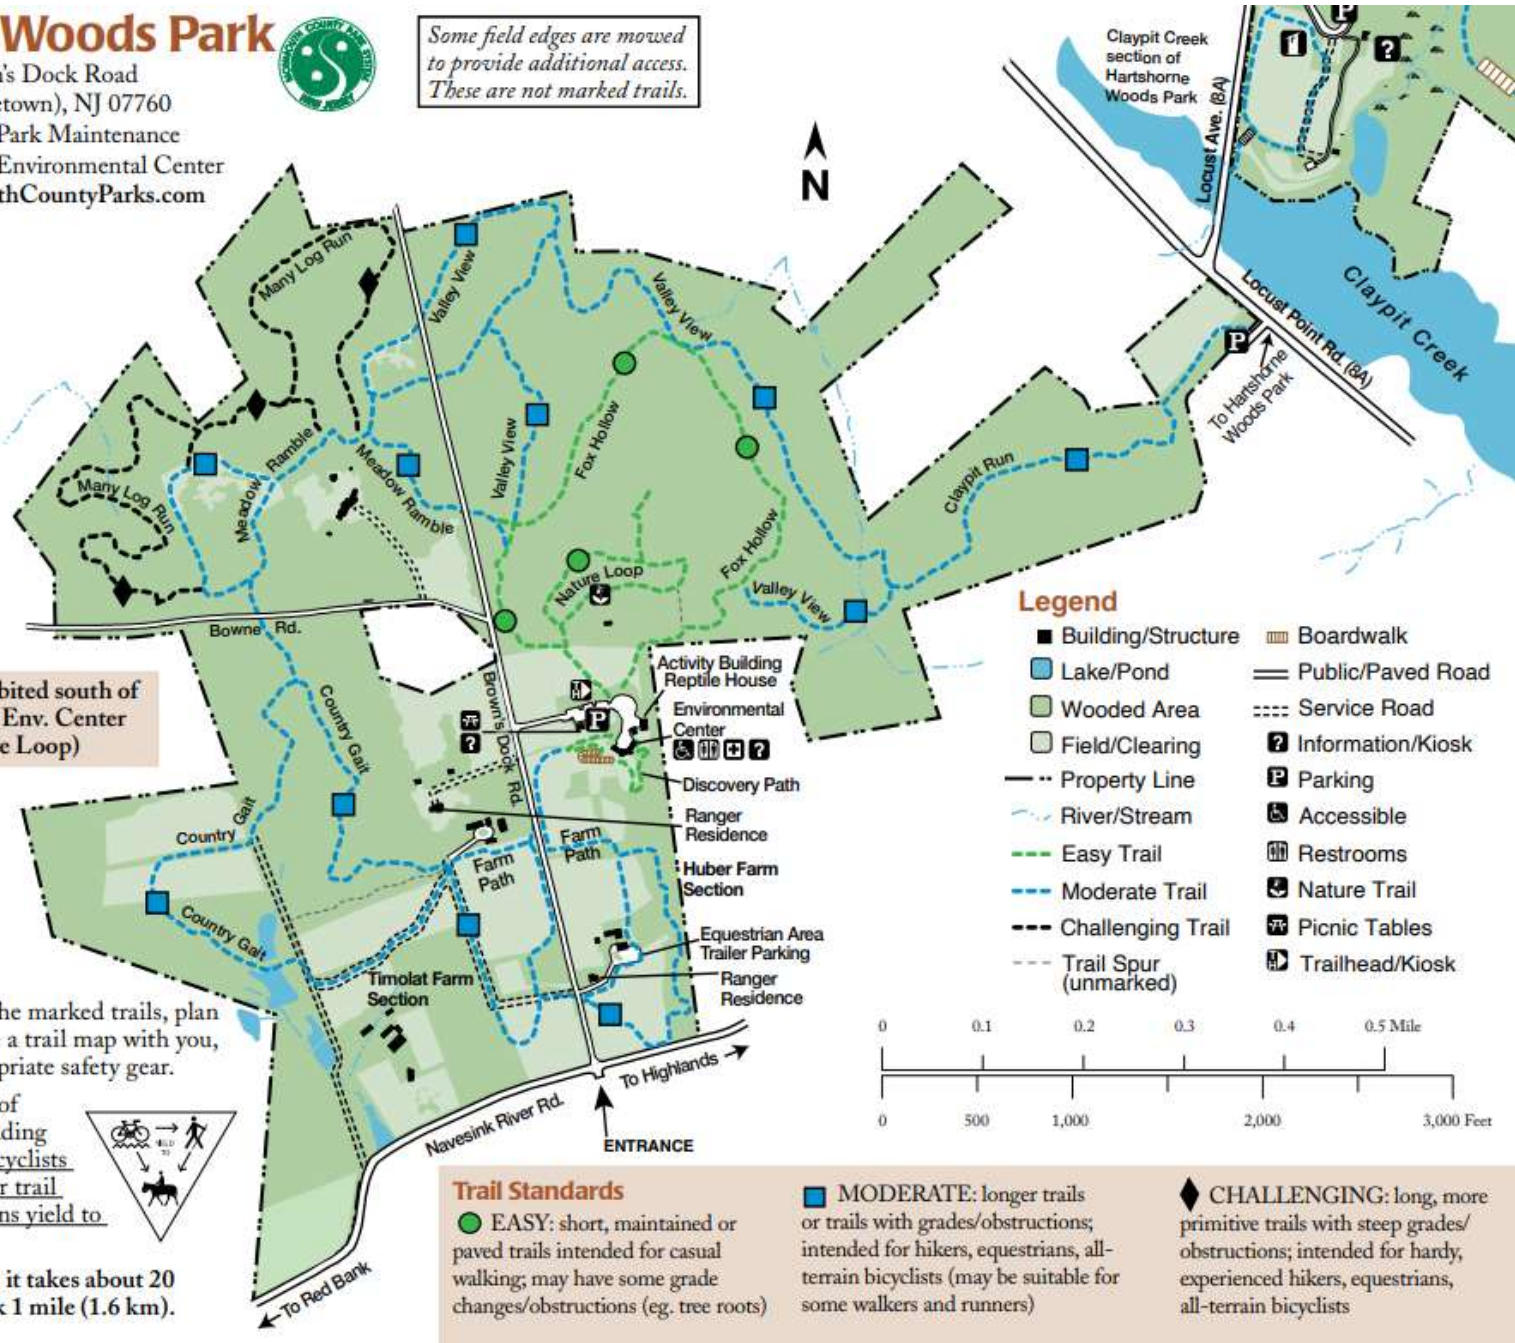 Woods Park
MONMOUTH COUNTY PARK SYSTEM
NEW JERSEY
n's Dock Road
etown), NJ 07760
Park Maintenance
Environmental Center
thCountyParks.com
Some field edges are mowed
to provide additional access.
These are not marked trails.
N
Claypit Creek
section of
Hartshorne
Woods Park
Locust Ave. (8A)
P
?
Claypit Creek
Locust Point Rd. (8A)
P
To Hartshorne
Woods Park
Many Log Run
Valley View
Valley View
Valley View
Fox Hollow
Meadow Ramble
Ramble
Meadow
Many Log Run
Claypit Run
Fox Hollow
Nature Loop
Valley View
Bowne Rd.
bited south of
Env. Center
e Loop)
Country Gait
Brown's Dock Rd.
Activity Building
Reptile House
Environmental
Center
P
?
?
Discovery Path
Ranger
Residence
Country Gait
Farm
Path
Farm
Path
Huber Farm
Section
Country Gait
Equestrian Area
Trailer Parking
Timolat Farm
Section
Ranger
Residence
he marked trails, plan
e a trail map with you,
priate safety gear.
of
ding
cyclists
r trail
ns yield to
YIELD
TO
it takes about 20
k 1 mile (1.6 km).
Navesink River Rd.
To Highlands
ENTRANCE
To Red Bank
Legend
Building/Structure
Lake/Pond
Wooded Area
Field/Clearing
Property Line
River/Stream
Easy Trail
Moderate Trail
Challenging Trail
Trail Spur
(unmarked)
Boardwalk
Public/Paved Road
Service Road
? Information/Kiosk
P Parking
Accessible
Restrooms
Nature Trail
Picnic Tables
Trailhead/Kiosk
0 0.1 0.2 0.3 0.4 0.5 Mile
0 500 1,000 2,000 3,000 Feet
Trail Standards
EASY: short, maintained or
paved trails intended for casual
walking; may have some grade
changes/obstructions (eg. tree roots)
MODERATE: longer trails
or trails with grades/obstructions;
intended for hikers, equestrians, all-
terrain bicyclists (may be suitable for
some walkers and runners)
CHALLENGING: long, more
primitive trails with steep grades/
obstructions; intended for hardy,
experienced hikers, equestrians,
all-terrain bicyclists